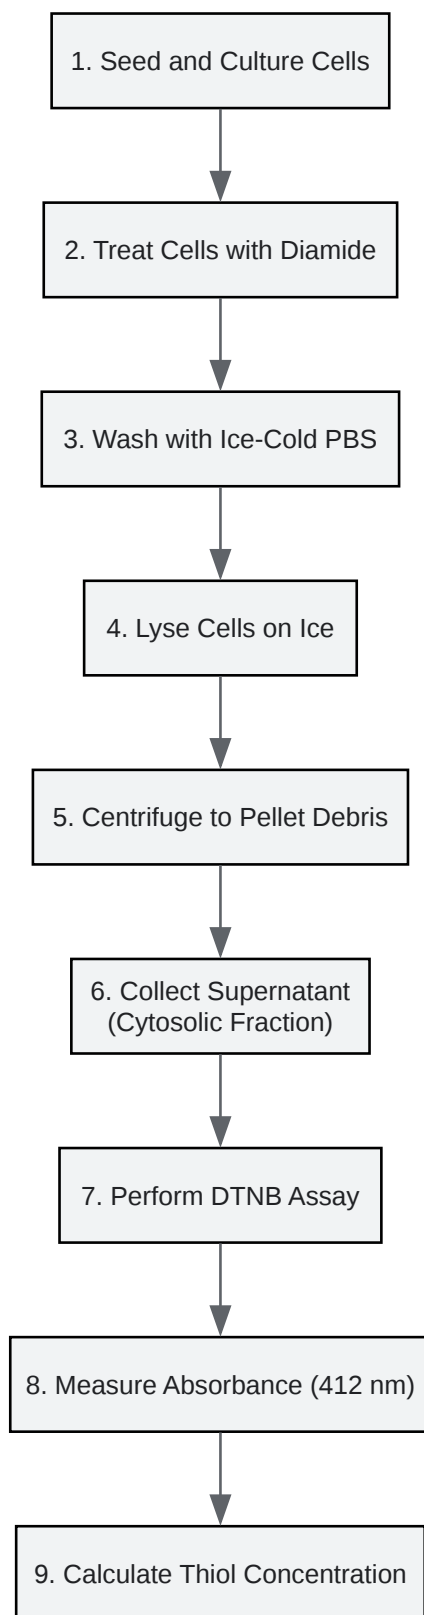 1. Seed and Culture Cells
2. Treat Cells with Diamide
3. Wash with Ice-Cold PBS
4. Lyse Cells on Ice
5. Centrifuge to Pellet Debris
6. Collect Supernatant
(Cytosolic Fraction)
7. Perform DTNB Assay
8. Measure Absorbance (412 nm)
9. Calculate Thiol Concentration